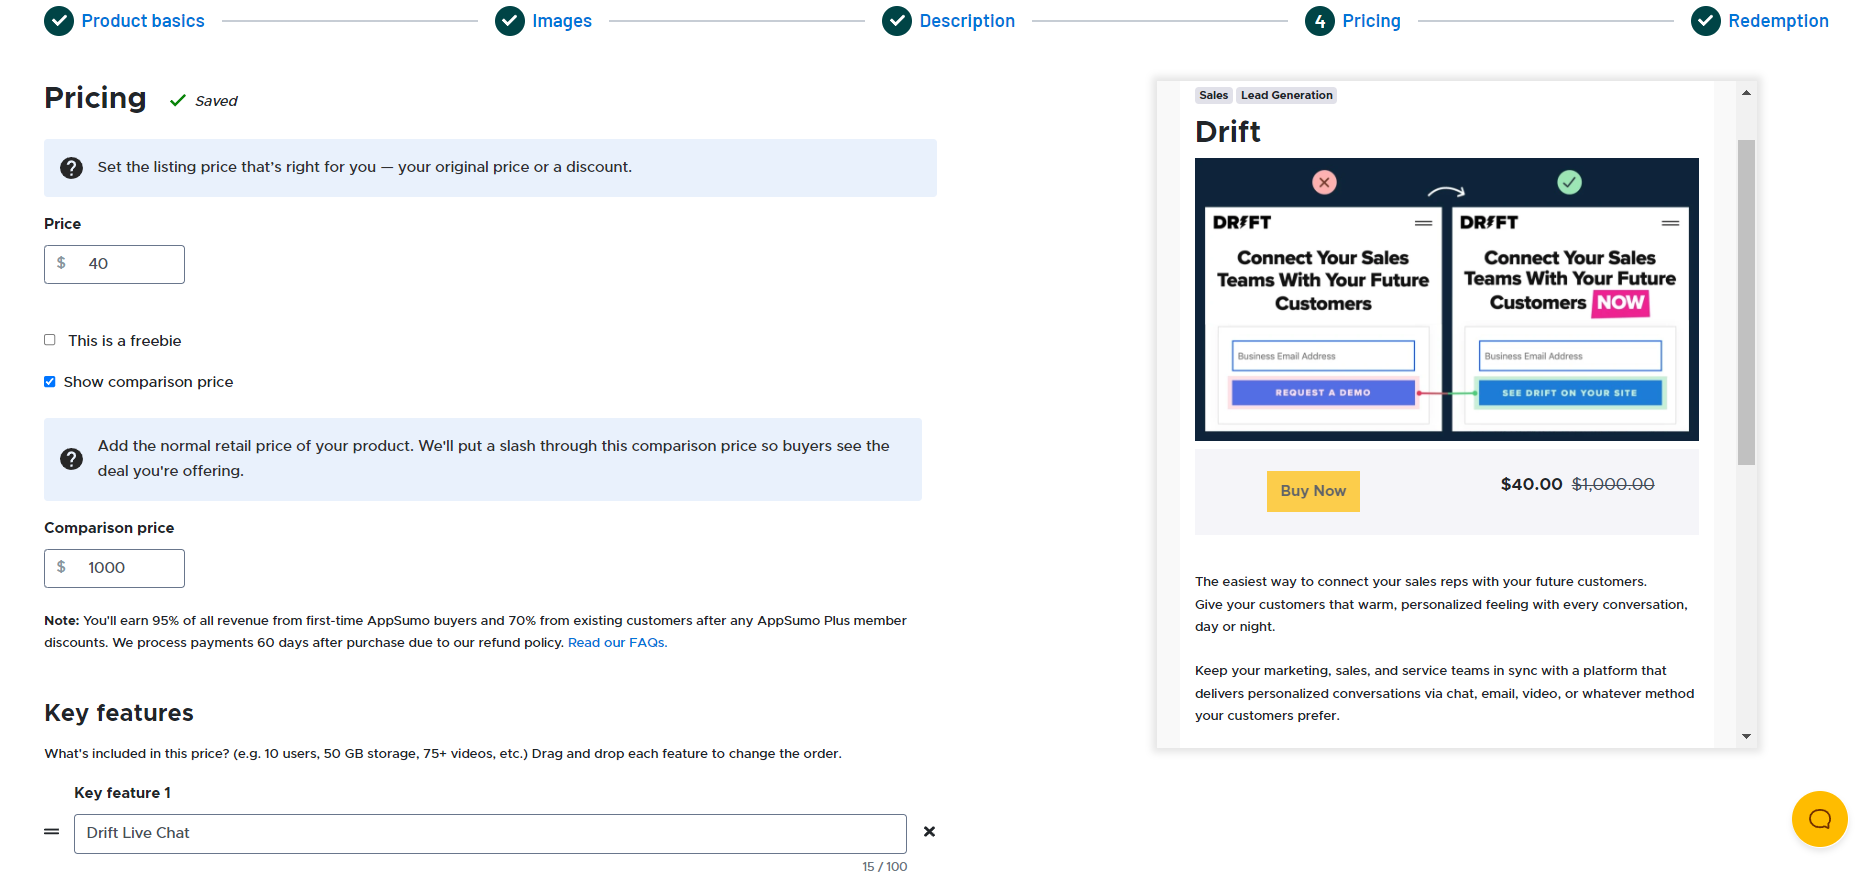 Product basics
Images
Description
4 Pricing
Redemption
Pricing
Saved
Set the listing price that's right for you — your original price or a discount.
Price
$ 40
This is a freebie
Show comparison price
Add the normal retail price of your product. We'll put a slash through this comparison price so buyers see the
deal you're offering.
Comparison price
$ 1000
Note: You'll earn 95% of all revenue from first-time AppSumo buyers and 70% from existing customers after any AppSumo Plus member
discounts. We process payments 60 days after purchase due to our refund policy. Read our FAQs.
Key features
What's included in this price? (e.g. 10 users, 50 GB storage, 75+ videos, etc.) Drag and drop each feature to change the order.
Key feature 1
Drift Live Chat
15 / 100
Sales Lead Generation
Drift
DRIFT
Connect Your Sales
Teams With Your Future
Customers
Business Email Address
REQUEST A DEMO
DRIFT
Connect Your Sales
Teams With Your Future
Customers NOW
Business Email Address
SEE DRIFT ON YOUR SITE
Buy Now
$40.00 $1,000.00
The easiest way to connect your sales reps with your future customers.
Give your customers that warm, personalized feeling with every conversation,
day or night.
Keep your marketing, sales, and service teams in sync with a platform that
delivers personalized conversations via chat, email, video, or whatever method
your customers prefer.